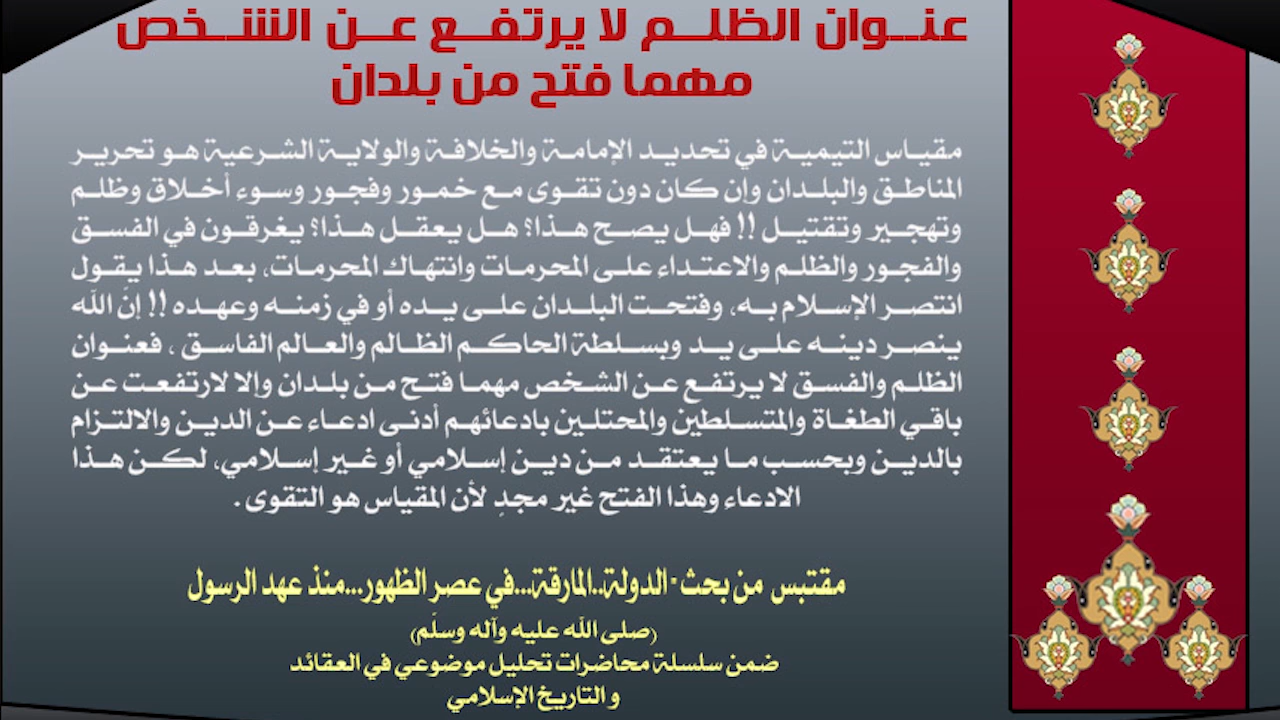 عنوان الظلم لا يرتفع عن الشخص
مهما فتح من بلدان
مقياس التيمية في تحديد الإمامة والخلافة والولاية الشرعية هو تحرير
المناطق والبلدان وإن كان دون تقوى مع خمور وفجور وسوء أخلاق وظلم
وتهجير وتقتيل !! فهل يصح هذا؟ هل يعقل هذا؟ يغرقون في الفسق
والفجور والظلم والاعتداء على المحرمات وانتهاك المحرمات، بعد هذا يقول
انتصر الإسلام به، وفتحت البلدان على يده أو في زمنه وعهده !! إنّ الله
ينصر دينه على يد وبسلطة الحاكم الظالم والعالم الفاسق ، فعنوان
الظلم والفسق لا يرتفع عن الشخص مهما فتح من بلدان وإلا لارتفعت عن
باقي الطغاة والمتسلطين والمحتلين بادعائهم أدنى ادعاء عن الدين والالتزام
بالدين وبحسب ما يعتقد من دين إسلامي أو غير إسلامي، لكن هذا
الادعاء وهذا الفتح غير مجدٍ لأن المقياس هو التقوى .
مقتبس من بحث- الدولة..المارقة...في عصر الظهور...منذ عهد الرسول
(صلى الله عليه وآله وسلّم)
ضمن سلسلة محاضرات تحليل موضوعي في العقائد
و التاريخ الإسلامي